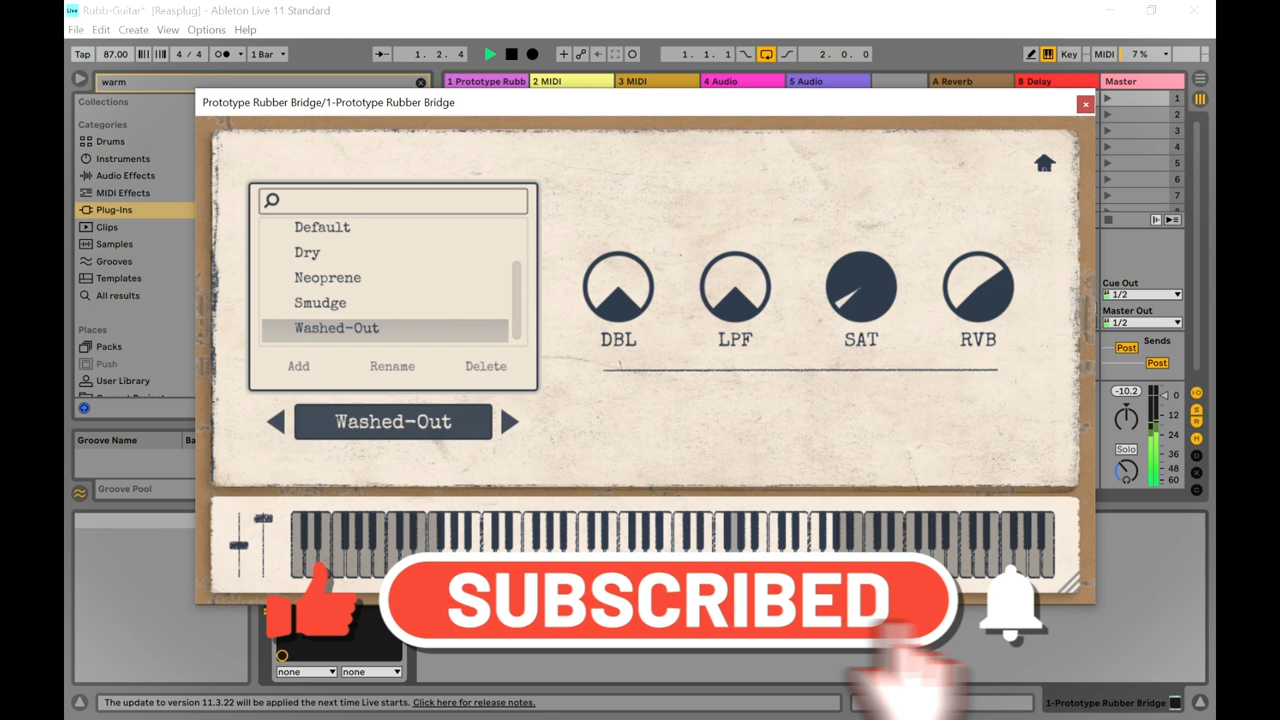 Live Rubb-Guitar* [Reasplug] - Ableton Live 11 Standard
File Edit Create View Options Help
Tap 87.00 4 / 4 1 Bar 1. 2. 4 1. 1. 1 2. 0. 0 Key MIDI 7 %
warm
1 Prototype Rubb 2 MIDI 3 MIDI 4 Audio 5 Audio A Reverb B Delay Master
Collections
Categories
Drums
Instruments
Audio Effects
MIDI Effects
Plug-Ins
Clips
Samples
Grooves
Templates
All results
Places
Packs
Push
User Library
Groove Name Ba
Groove Pool
Prototype Rubber Bridge/1-Prototype Rubber Bridge
Default
Dry
Neoprene
Smudge
Washed-Out
Add Rename Delete
Washed-Out
DBL LPF SAT RVB
1
2
3
4
5
6
7
Cue Out
1/2
Master Out
1/2
Sends
Post
Post
-10.2
0
12
24
36
48
60
Solo
SUBSCRIBED
none none
The update to version 11.3.22 will be applied the next time Live starts. Click here for release notes.
1-Prototype Rubber Bridge